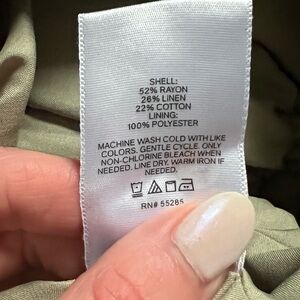 SHELL:
52% RAYON
26% LINEN
22% COTTON
LINING:
100% POLYESTER
MACHINE WASH COLD WITH LIKE
COLORS. GENTLE CYCLE. ONLY
NON-CHLORINE BLEACH WHEN
NEEDED. LINE DRY. WARM IRON IF
NEEDED.
RN# 55285